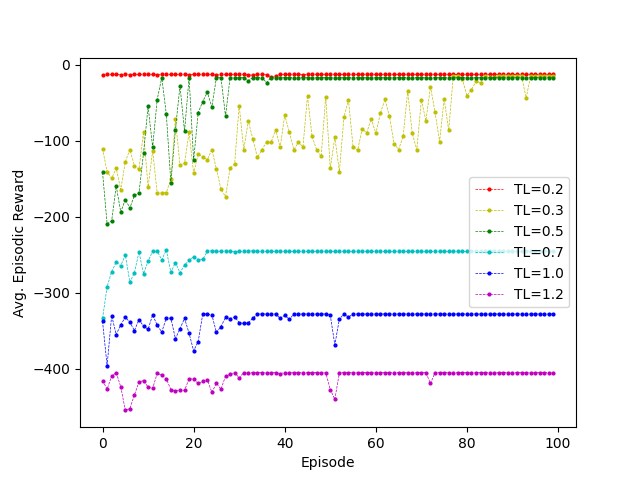 0
−100
−200
−300
−400
Avg. Episodic Reward
TL=0.2
TL=0.3
TL=0.5
TL=0.7
TL=1.0
TL=1.2
0 20 40 60 80 100
Episode